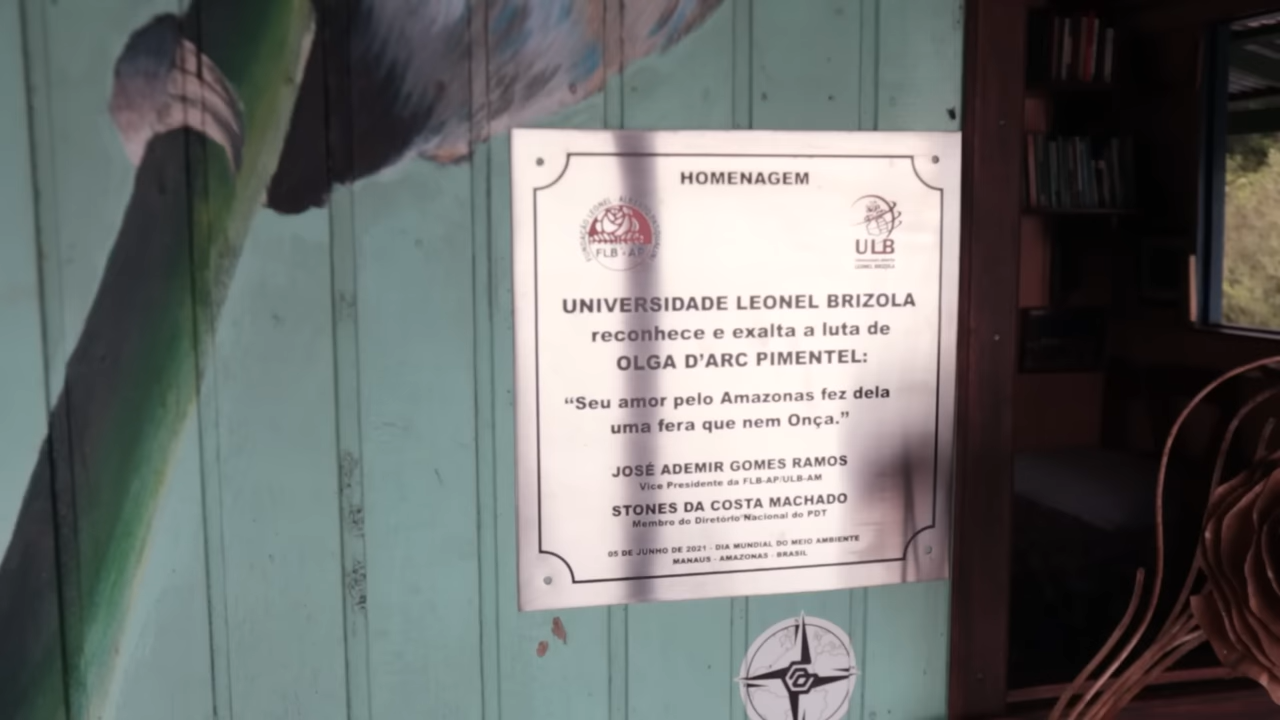 HOMENAGEM
FLB - AP
ULB
UNIVERSIDADE LEONEL BRIZOLA
reconhece e exalta a luta de
OLGA D'ARC PIMENTEL:
“Seu amor pelo Amazonas fez dela
uma fera que nem Onça.”
JOSÉ ADEMIR GOMES RAMOS
Vice Presidente da FLB-AP/ULB-AM
STONES DA COSTA MACHADO
Membro do Diretório Nacional do PDT
05 DE JUNHO DE 2021 - DIA MUNDIAL DO MEIO AMBIENTE
MANAUS - AMAZONAS - BRASIL